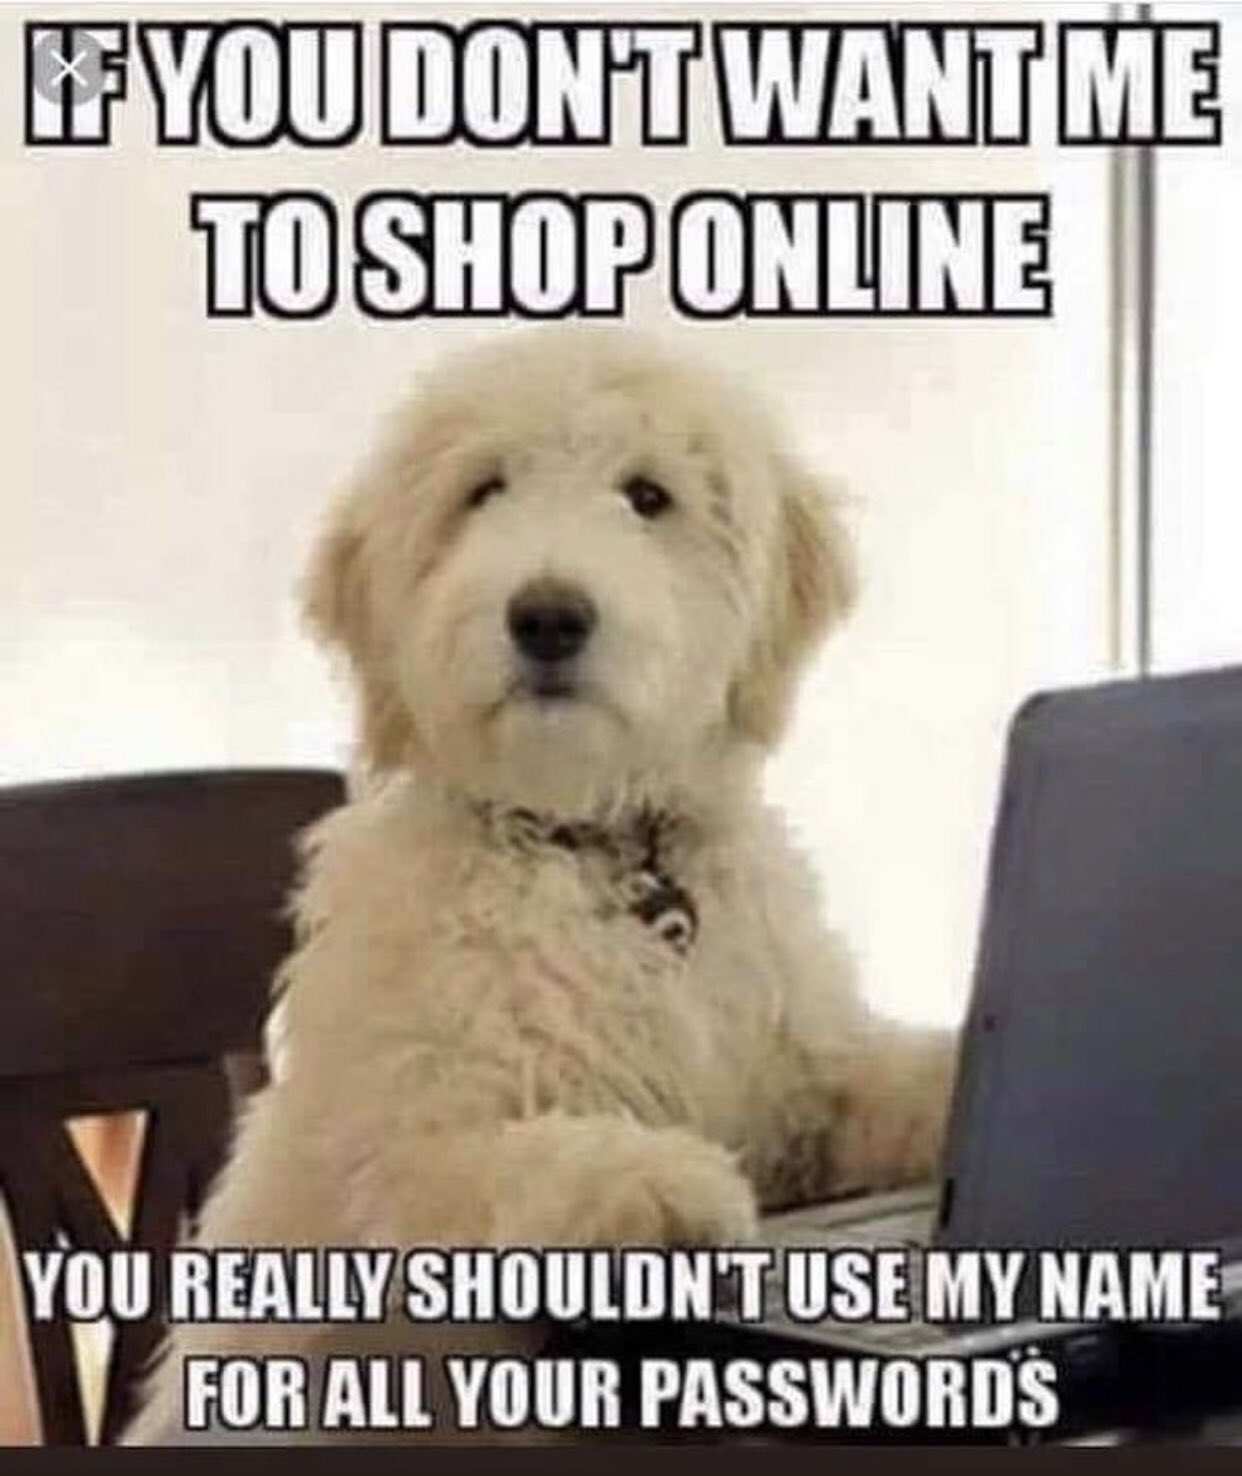 IF YOU DON'T WANT ME
TO SHOP ONLINE
YOU REALLY SHOULDN'T USE MY NAME
FOR ALL YOUR PASSWORDS